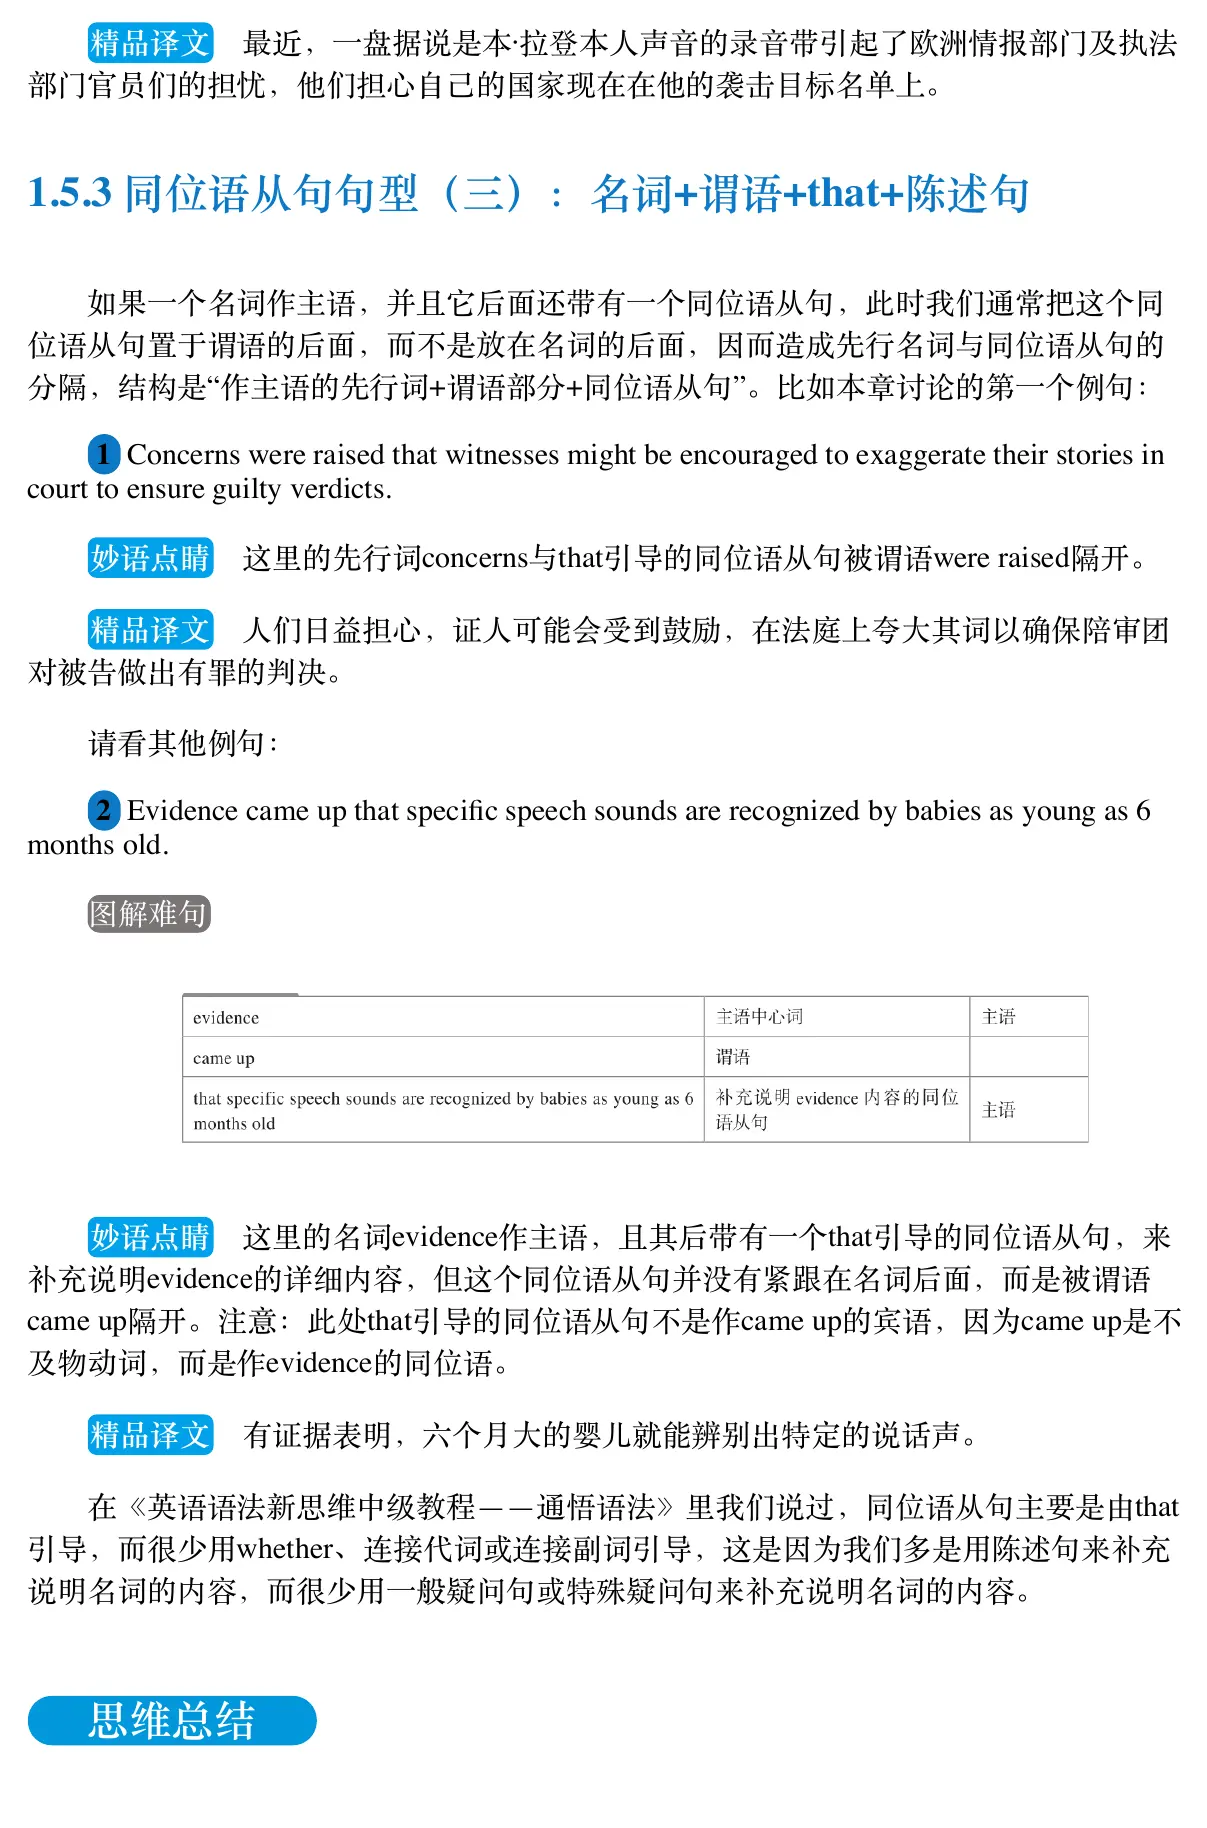 精品译文 最近，一盘据说是本·拉登本人声音的录音带引起了欧洲情报部门及执法
部门官员们的担忧，他们担心自己的国家现在在他的袭击目标名单上。
1.5.3 同位语从句句型（三）：名词+谓语+that+陈述句
如果一个名词作主语，并且它后面还带有一个同位语从句，此时我们通常把这个同
位语从句置于谓语的后面，而不是放在名词的后面，因而造成先行名词与同位语从句的
分隔，结构是“作主语的先行词+谓语部分+同位语从句”。比如本章讨论的第一个例句：
1 Concerns were raised that witnesses might be encouraged to exaggerate their stories in
court to ensure guilty verdicts.
妙语点睛 这里的先行词concerns与that引导的同位语从句被谓语were raised隔开。
精品译文 人们日益担心，证人可能会受到鼓励，在法庭上夸大其词以确保陪审团
对被告做出有罪的判决。
请看其他例句：
2 Evidence came up that specific speech sounds are recognized by babies as young as 6
months old.
图解难句
evidence 主语中心词 主语
came up 谓语
that specific speech sounds are recognized by babies as young as 6 补充说明 evidence 内容的同位
months old 语从句 主语
妙语点睛 这里的名词evidence作主语，且其后带有一个that引导的同位语从句，来
补充说明evidence的详细内容，但这个同位语从句并没有紧跟在名词后面，而是被谓语
came up隔开。注意：此处that引导的同位语从句不是作came up的宾语，因为came up是不
及物动词，而是作evidence的同位语。
精品译文 有证据表明，六个月大的婴儿就能辨别出特定的说话声。
在《英语语法新思维中级教程——通悟语法》里我们说过，同位语从句主要是由that
引导，而很少用whether、连接代词或连接副词引导，这是因为我们多是用陈述句来补充
说明名词的内容，而很少用一般疑问句或特殊疑问句来补充说明名词的内容。
思维总结